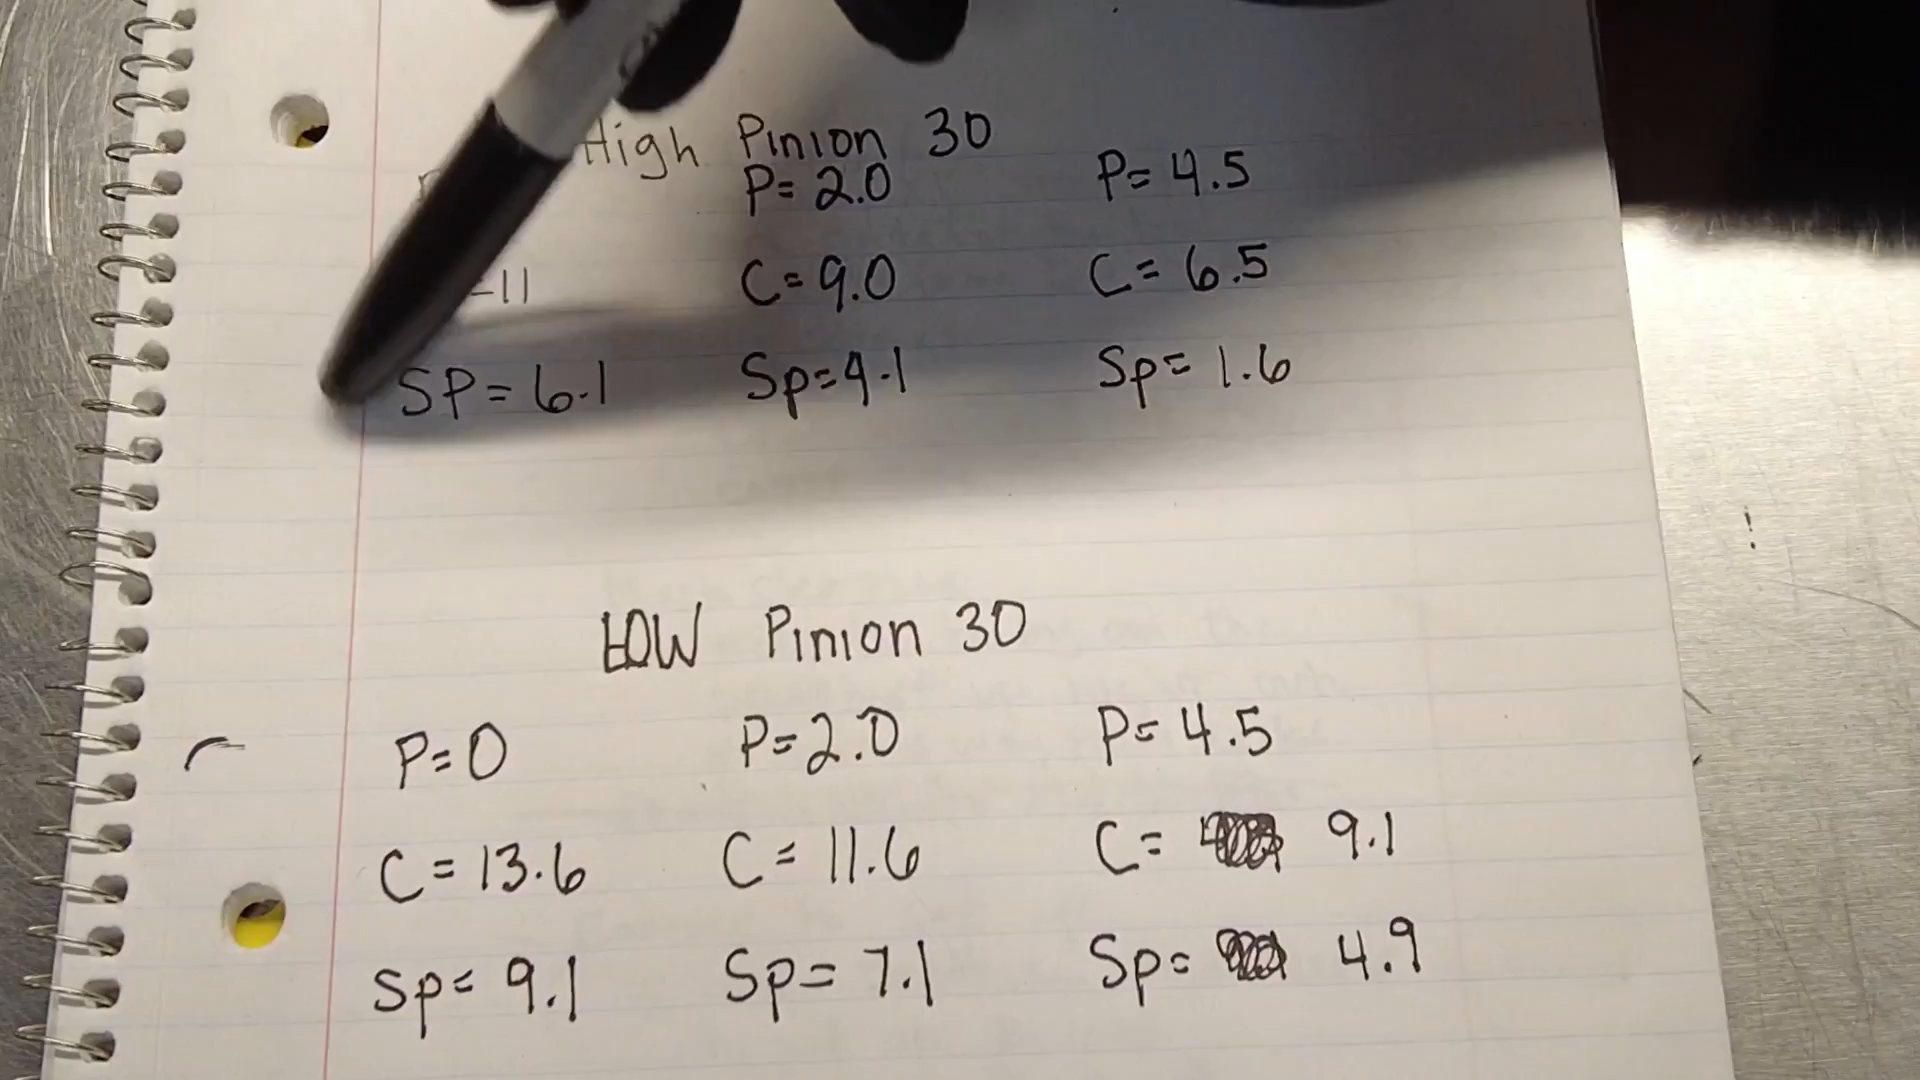 High Pinion 30
P= 2.0 P= 4.5
-11 C= 9.0 C= 6.5
SP= 6.1 Sp=4.1 Sp= 1.6
LOW Pinion 30
P=0 P=2.0 P= 4.5
C= 13.6 C= 11.6 C= 9.1
Sp= 9.1 Sp= 7.1 Sp= 4.9